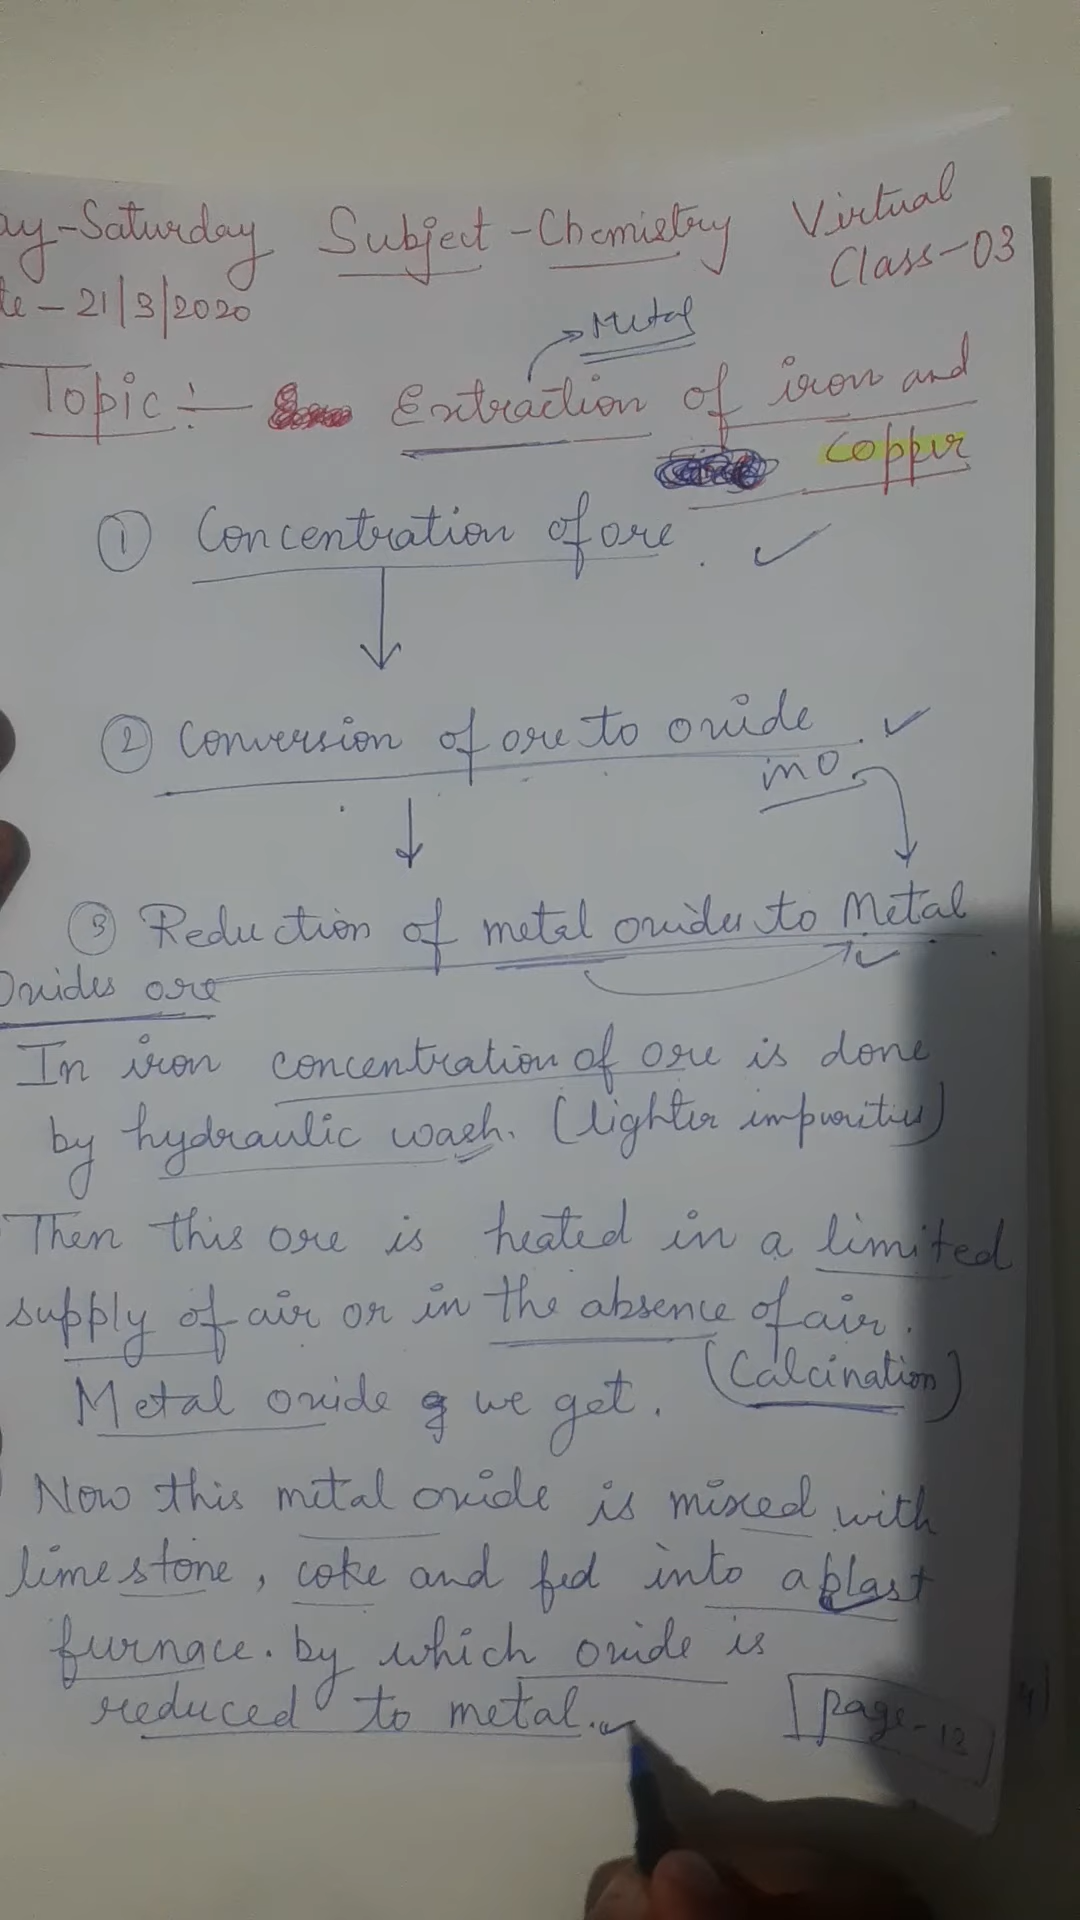 ay-Saturday Subject-Chemistry Virtual
Class-03
te-21/3/2020
Metal
Topic:- Extraction of iron and
Copper
① Concentration of ore.
② Conversion of ore to oxide.
mO
③ Reduction of metal oxides to Metal
Oxides ore
In iron concentration of ore is done
by hydraulic wash. (lighter impurities)
Then this ore is heated in a limited
supply of air or in the absence of air.
(Calcination)
Metal oxide we get.
Now this metal oxide is mixed with
limestone, coke and fed into a blast
furnace. by which oxide is
reduced to metal.
page-12